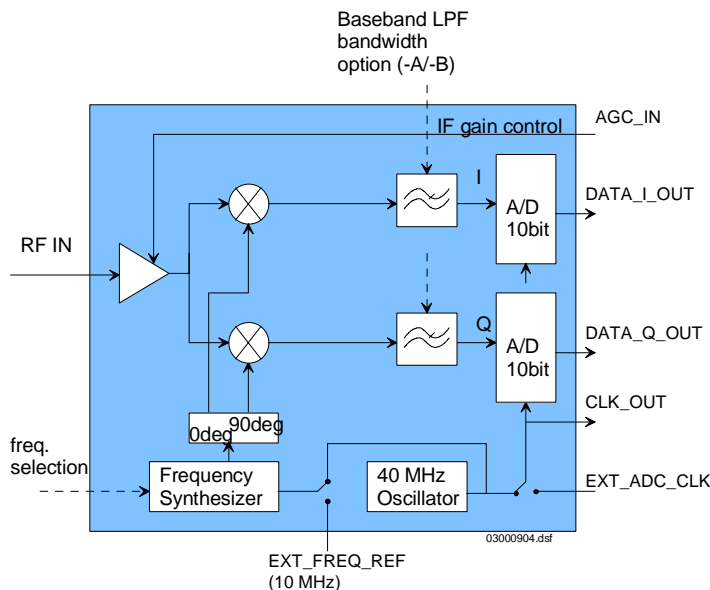 Baseband LPF
bandwidth
option (-A/-B)
IF gain control
AGC_IN
I
A/D
10bit
DATA_I_OUT
RF IN
Q
A/D
10bit
DATA_Q_OUT
CLK_OUT
0deg
90deg
freq.
selection
Frequency
Synthesizer
40 MHz
Oscillator
EXT_ADC_CLK
03000904.dsf
EXT_FREQ_REF
(10 MHz)